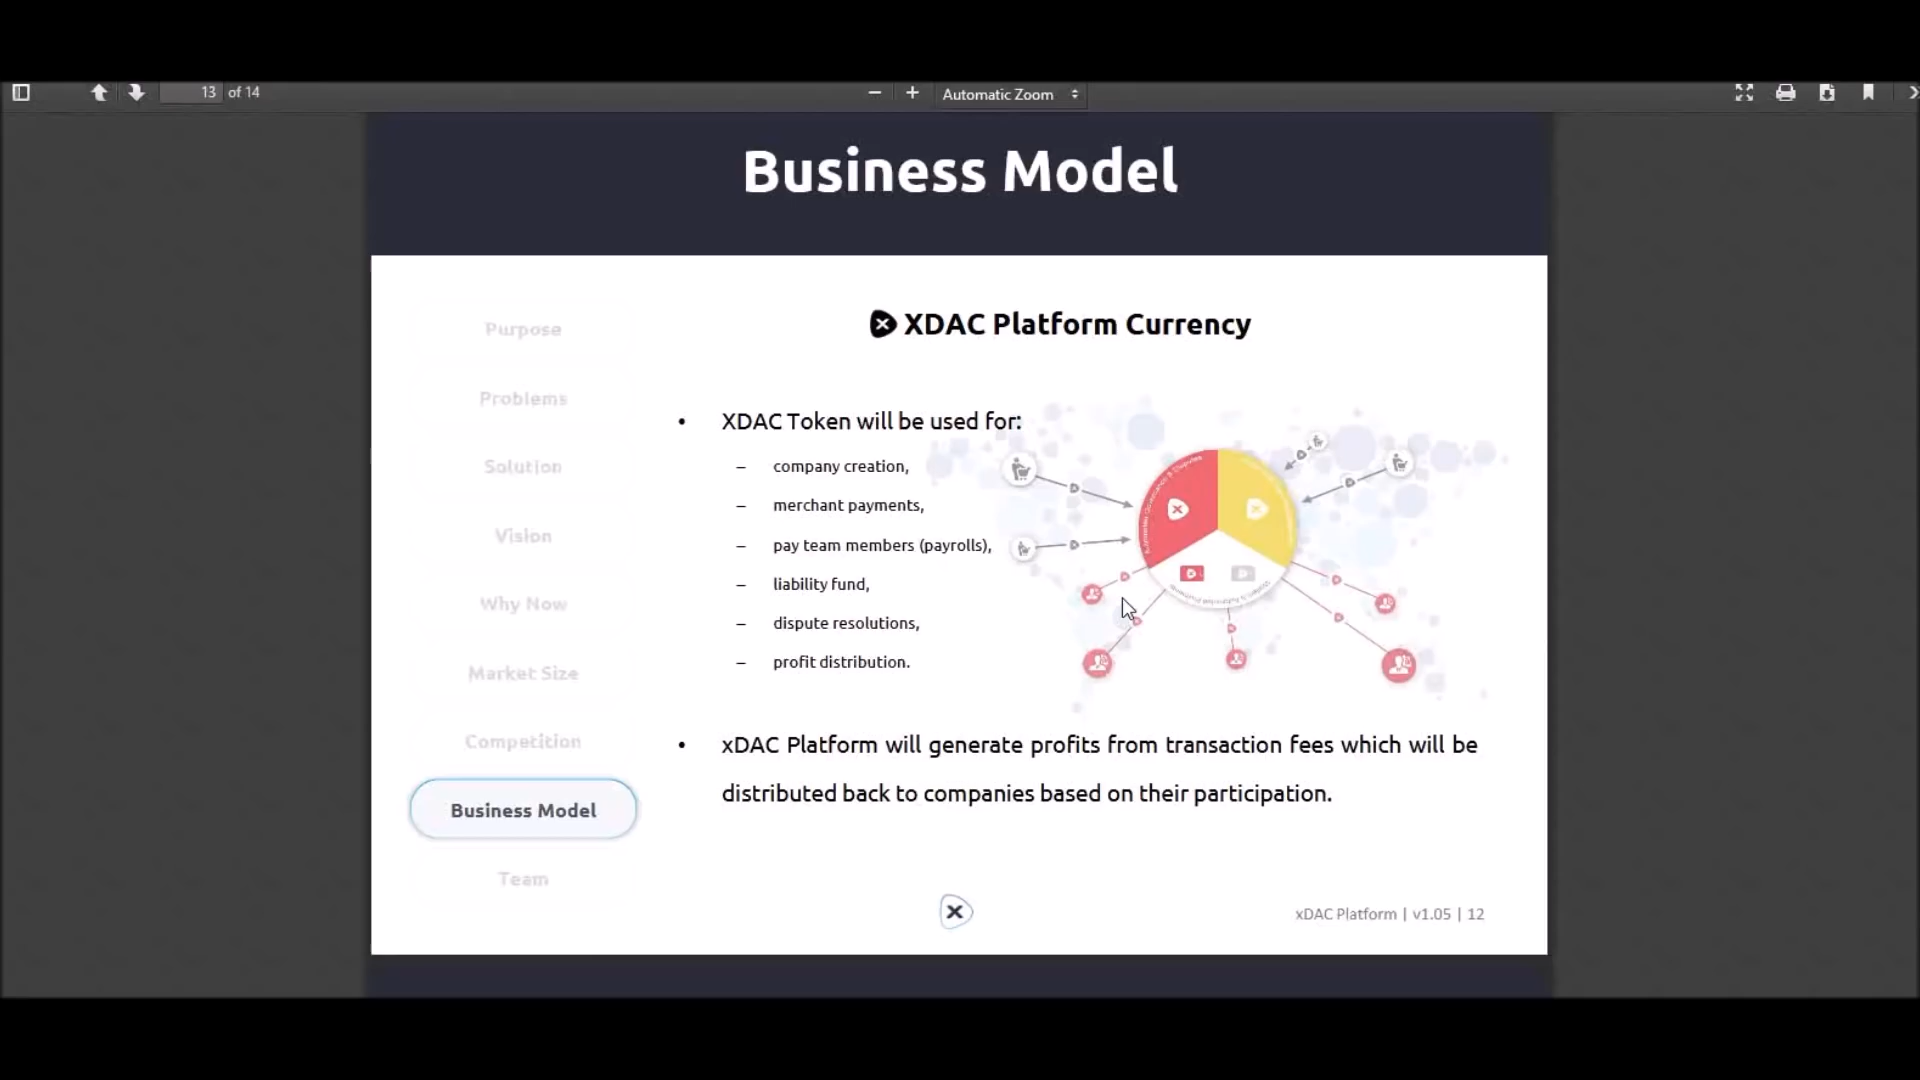 13 of 14
Automatic Zoom
Business Model
XDAC Platform Currency
Purpose
Problems
Solution
Vision
Why Now
Market Size
Competition
Business Model
Team
• XDAC Token will be used for:
– company creation,
– merchant payments,
– pay team members (payrolls),
– liability fund,
– dispute resolutions,
– profit distribution.
• xDAC Platform will generate profits from transaction fees which will be
distributed back to companies based on their participation.
xDAC Platform | v1.05 | 12